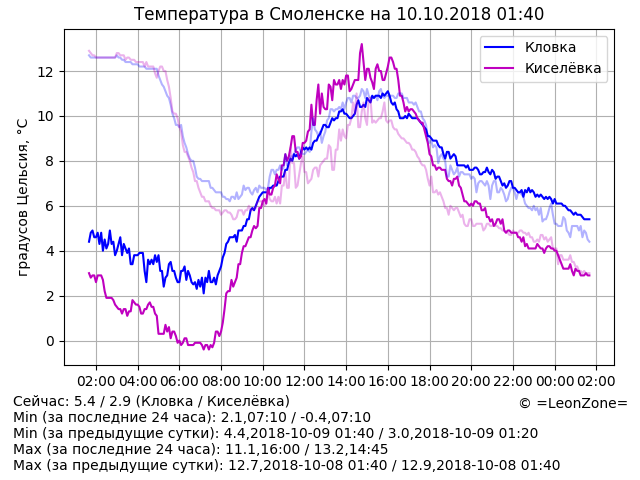 Температура в Смоленске на 10.10.2018 01:40
Кловка
Киселёвка
градусов Цельсия, °C
12
10
8
6
4
2
0
02:00 04:00 06:00 08:00 10:00 12:00 14:00 16:00 18:00 20:00 22:00 00:00 02:00
Сейчас: 5.4 / 2.9 (Кловка / Киселёвка)
© =LeonZone=
Min (за последние 24 часа): 2.1,07:10 / -0.4,07:10
Min (за предыдущие сутки): 4.4,2018-10-09 01:40 / 3.0,2018-10-09 01:20
Max (за последние 24 часа): 11.1,16:00 / 13.2,14:45
Max (за предыдущие сутки): 12.7,2018-10-08 01:40 / 12.9,2018-10-08 01:40